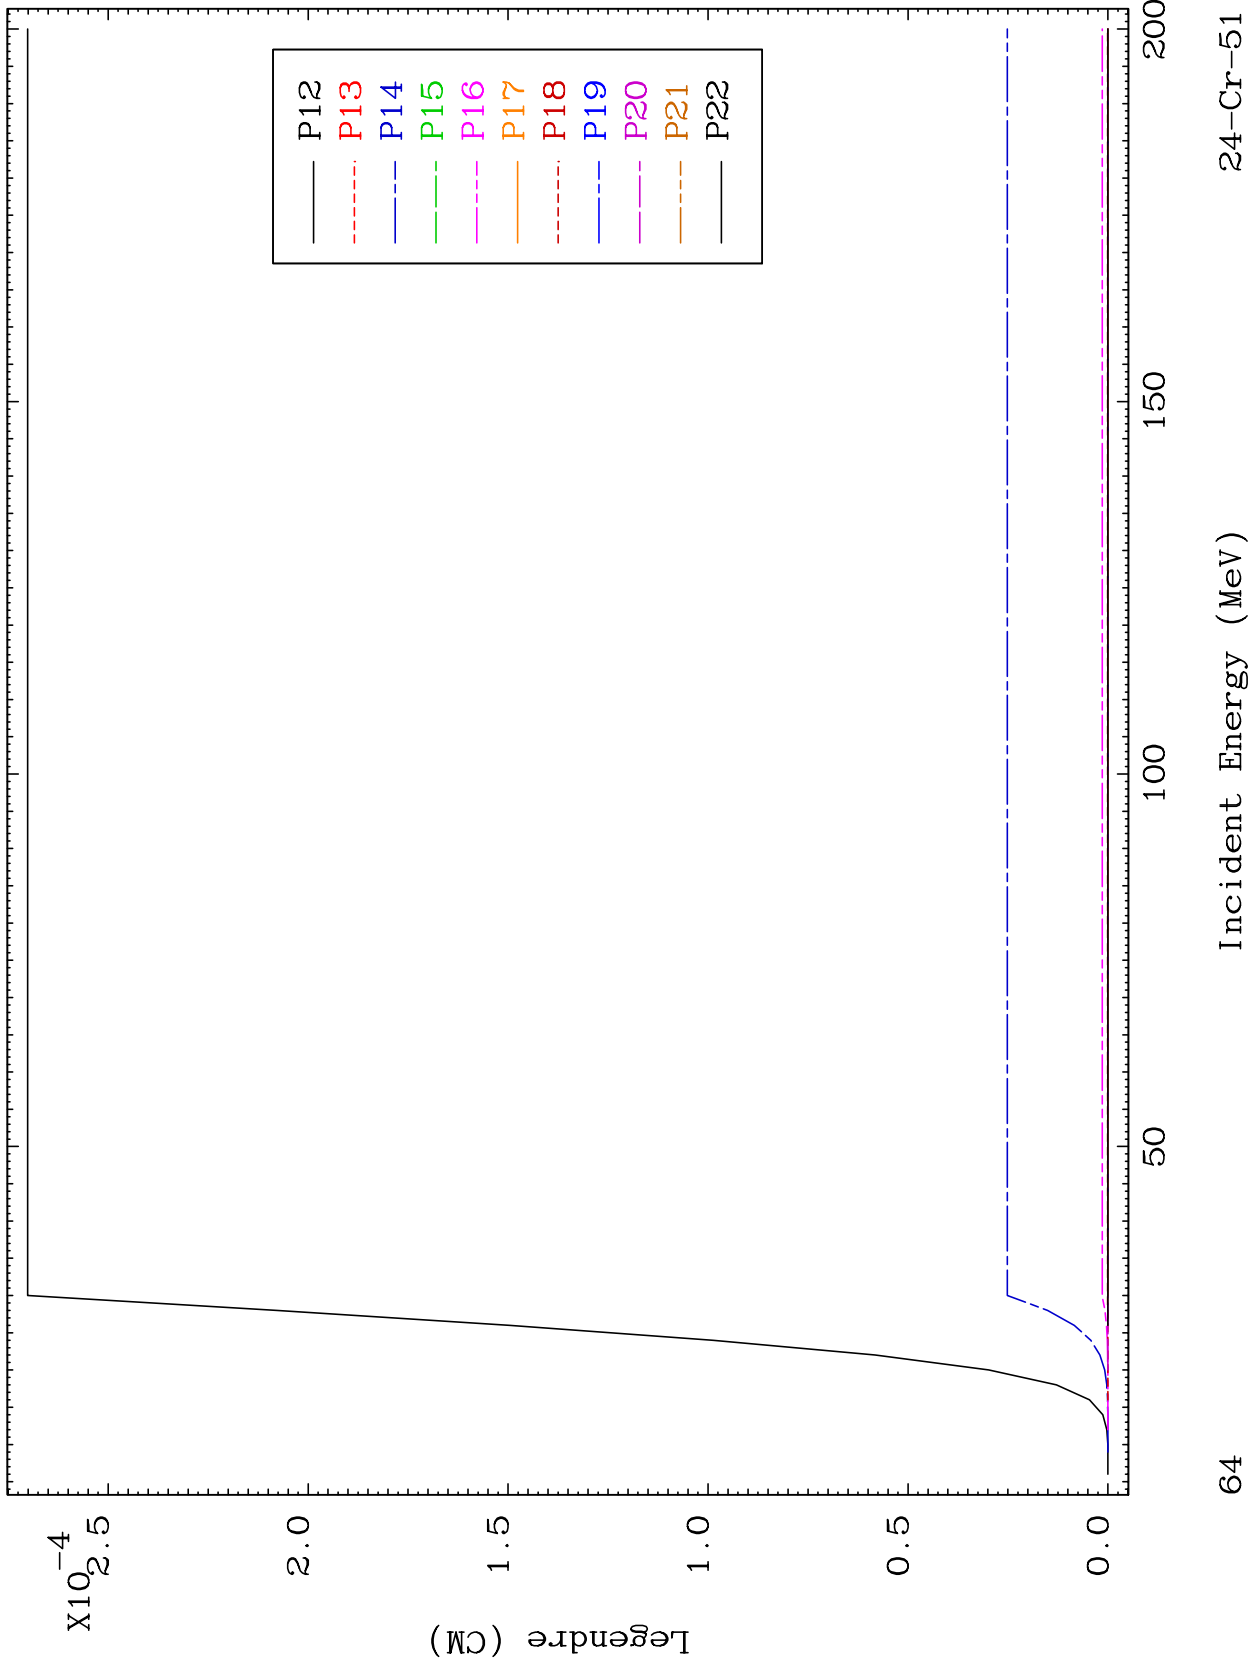 X10-4
2.5
2.0
1.5
1.0
0.5
0.0
Legendre (CM)
P12
P13
P14
P15
P16
P17
P18
P19
P20
P21
P22
50
100
150
200
Incident Energy (MeV)
64
24-Cr-51